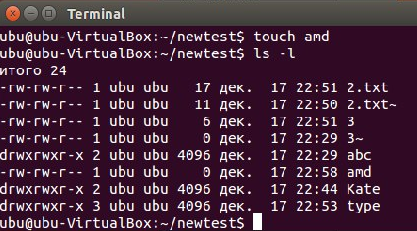 Terminal
ubu@ubu-VirtualBox:~/newtest$ touch amd
ubu@ubu-VirtualBox:~/newtest$ ls -l
итого 24
-rw-rw-r-- 1 ubu ubu   17 дек.  17 22:51 2.txt
-rw-rw-r-- 1 ubu ubu   11 дек.  17 22:50 2.txt~
-rw-rw-r-- 1 ubu ubu    6 дек.  17 22:51 3
-rw-rw-r-- 1 ubu ubu    0 дек.  17 22:29 3~
drwxrwxr-x 2 ubu ubu 4096 дек.  17 22:29 abc
-rw-rw-r-- 1 ubu ubu    0 дек.  17 22:58 amd
drwxrwxr-x 2 ubu ubu 4096 дек.  17 22:44 Kate
drwxrwxr-x 3 ubu ubu 4096 дек.  17 22:53 type
ubu@ubu-VirtualBox:~/newtest$